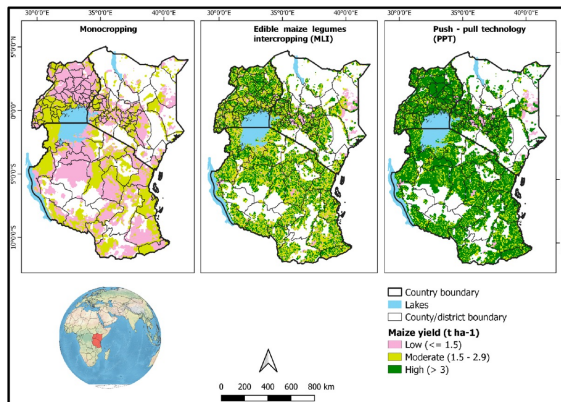 30°0'0"E 35°0'0"E 40°0'0"E
30°0'0"E 35°0'0"E 40°0'0"E
30°0'0"E 35°0'0"E 40°0'0"E
5°0'0"N
0°0'0"
5°0'0"S
10°0'0"S
Monocropping
Edible maize legumes
intercropping (MLI)
Push - pull technology
(PPT)
Country boundary
Lakes
County/district boundary
Maize yield (t ha-1)
Low (<= 1.5)
Moderate (1.5 - 2.9)
High (> 3)
0 200 400 600 800 km